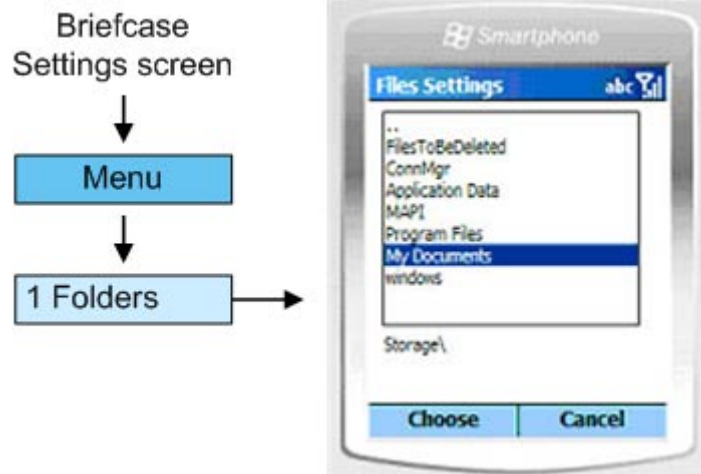 Briefcase
Settings screen
Menu
1 Folders
Smartphone
Files Settings abc
..
FilesToBeDeleted
ConnMgr
Application Data
MAPI
Program Files
My Documents
windows
Storage\
Choose Cancel